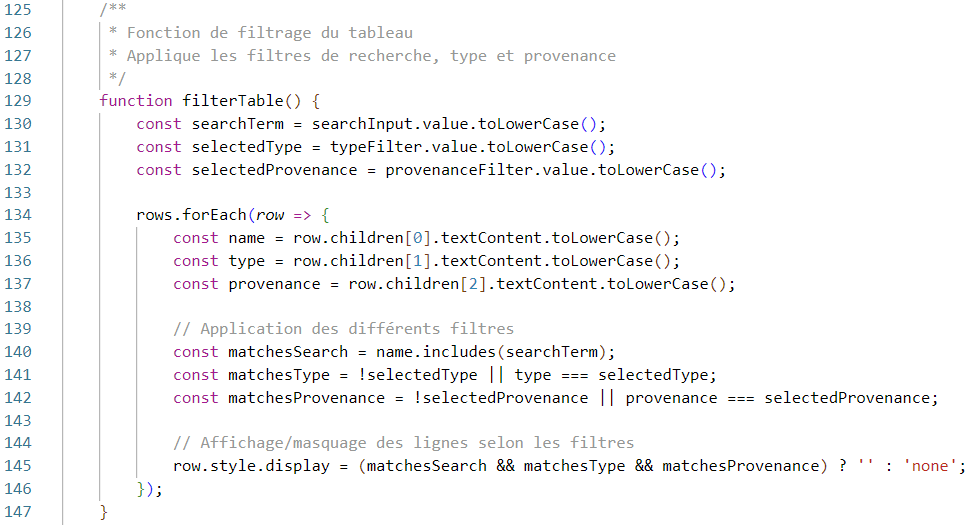 125 /**
126 * Fonction de filtrage du tableau
127 * Applique les filtres de recherche, type et provenance
128 */
129 function filterTable() {
130 const searchTerm = searchInput.value.toLowerCase();
131 const selectedType = typeFilter.value.toLowerCase();
132 const selectedProvenance = provenanceFilter.value.toLowerCase();
133
134 rows.forEach(row => {
135 const name = row.children[0].textContent.toLowerCase();
136 const type = row.children[1].textContent.toLowerCase();
137 const provenance = row.children[2].textContent.toLowerCase();
138
139 // Application des différents filtres
140 const matchesSearch = name.includes(searchTerm);
141 const matchesType = !selectedType || type === selectedType;
142 const matchesProvenance = !selectedProvenance || provenance === selectedProvenance;
143
144 // Affichage/masquage des lignes selon les filtres
145 row.style.display = (matchesSearch && matchesType && matchesProvenance) ? '' : 'none';
146 });
147 }